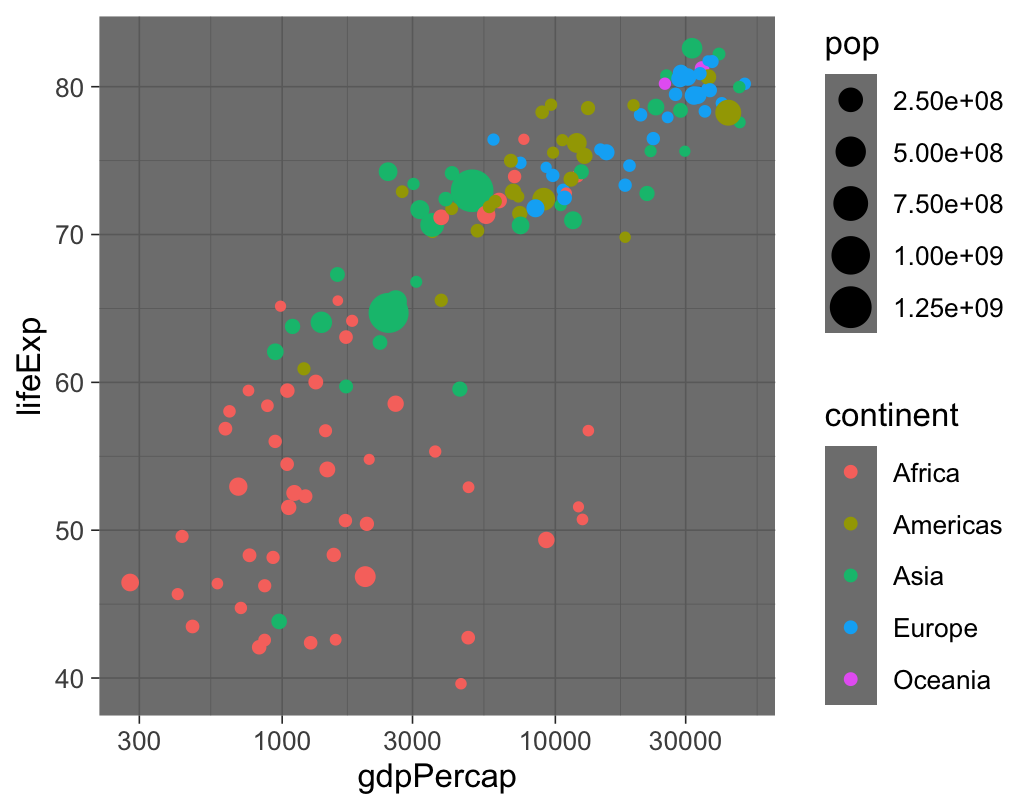 pop
2.50e+08
5.00e+08
7.50e+08
1.00e+09
1.25e+09
continent
Africa
Americas
Asia
Europe
Oceania
lifeExp
80
70
60
50
40
300 1000 3000 10000 30000
gdpPercap